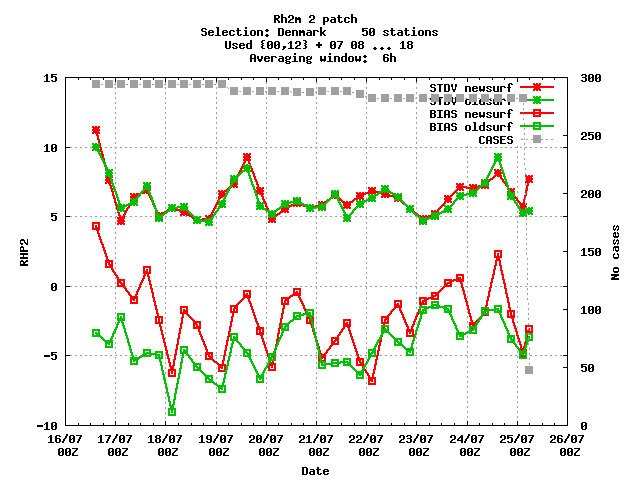 Rh2m 2 patch
Selection: Denmark 50 stations
Used {00,12} + 07 08 ... 18
Averaging window: 6h
15
10
5
0
-5
-10
RHP2
300
250
200
150
100
50
0
No cases
STDV newsurf
STDV oldsurf
BIAS newsurf
BIAS oldsurf
CASES
16/07 17/07 18/07 19/07 20/07 21/07 22/07 23/07 24/07 25/07 26/07
00Z 00Z 00Z 00Z 00Z 00Z 00Z 00Z 00Z 00Z 00Z
Date